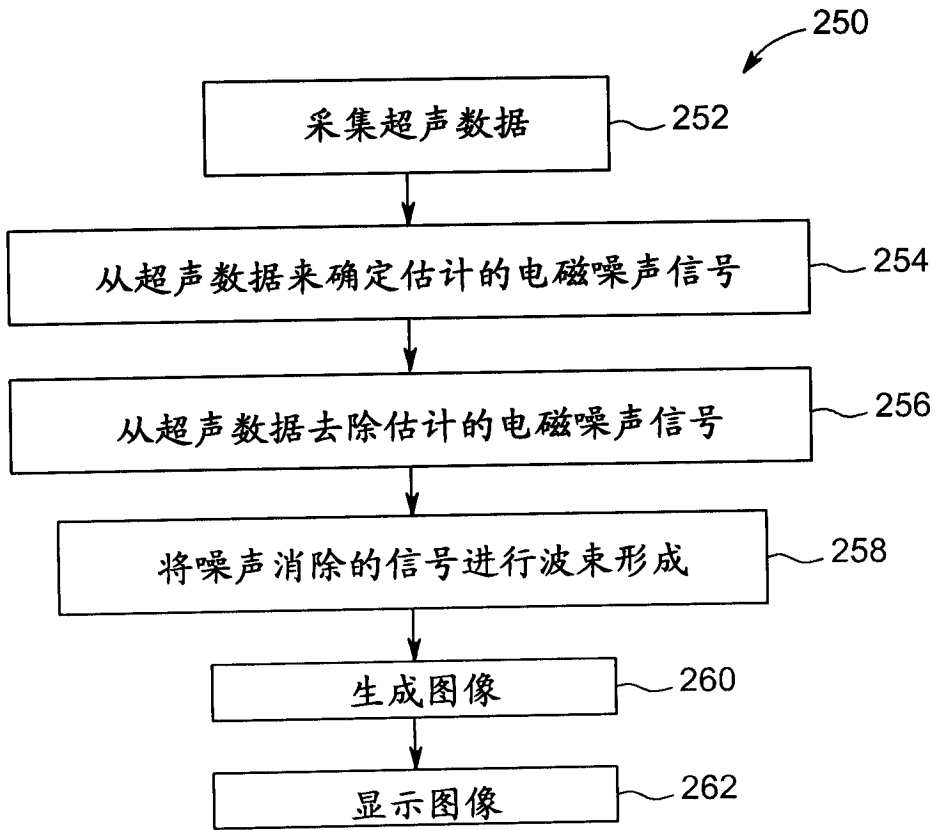 250
采集超声数据
252
从超声数据来确定估计的电磁噪声信号
254
从超声数据去除估计的电磁噪声信号
256
将噪声消除的信号进行波束形成
258
生成图像
260
显示图像
262